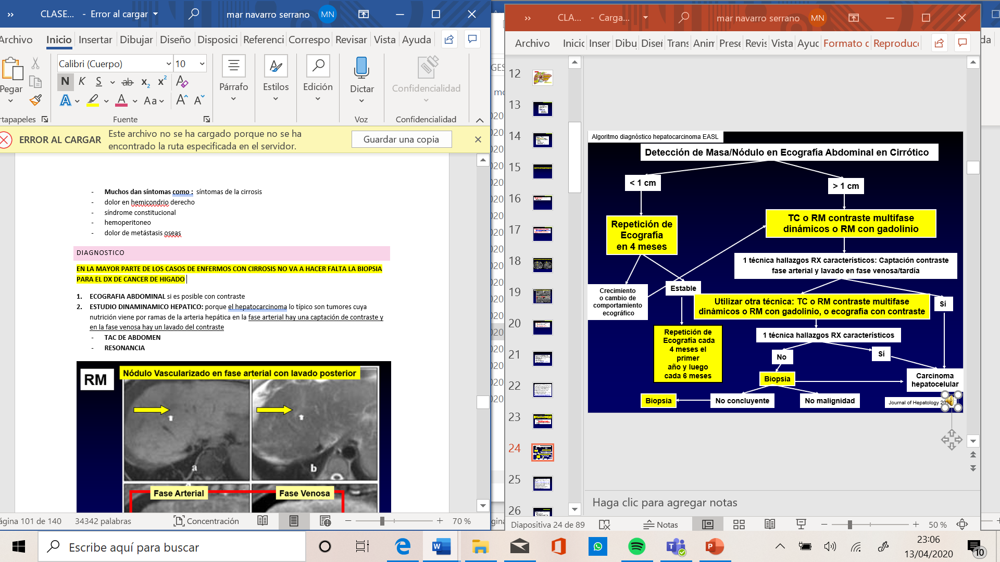 CLASE... - Error al cargar
mar navarro serrano MN
Archivo Inicio Insertar Dibujar Diseño Disposici Referenci Correspo Revisar Vista Ayuda
Calibri (Cuerpo) 10
Pegar
N K S ab x2 x2
A A Aa A A
Párrafo Estilos Edición Dictar Confidencialidad
rtapapeles Fuente Voz Confidencialidad
ERROR AL CARGAR Este archivo no se ha cargado porque no se ha
encontrado la ruta especificada en el servidor.
Guardar una copia
- Muchos dan síntomas como : síntomas de la cirrosis
- dolor en hemicondrio derecho
- síndrome constitucional
- hemoperitoneo
- dolor de metástasis oseas
DIAGNOSTICO
EN LA MAYOR PARTE DE LOS CASOS DE ENFERMOS CON CIRROSIS NO VA A HACER FALTA LA BIOPSIA
PARA EL DX DE CANCER DE HIGADO
1. ECOGRAFIA ABDOMINAL si es posible con contraste
2. ESTUDIO DINAMINAMICO HEPATICO: porque el hepatocarcinoma lo típico son tumores cuya
nutrición viene por ramas de la arteria hepática en la fase arterial hay una captación de contraste y
en la fase venosa hay un lavado del contraste
- TAC DE ABDOMEN
- RESONANCIA
RM
Nódulo Vascularizado en fase arterial con lavado posterior
a
b
Fase Arterial
Fase Venosa
ágina 101 de 140 34342 palabras Concentración 70 %
CLA... - Carga...
mar navarro serrano MN
Archivo Inicio Inser Dibu Diseí Trans Anim Prese Revis Vista Ayuc Formato c Reproduc
12
13
14
15
16
17
18
19
20
21
22
23
24
25
26
Algoritmo diagnóstico hepatocarcinoma EASL
Detección de Masa/Nódulo en Ecografía Abdominal en Cirrótico
< 1 cm
> 1 cm
Repetición de
Ecografía
en 4 meses
TC o RM contraste multifase
dinámicos o RM con gadolinio
1 técnica hallazgos RX característicos: Captación contraste
fase arterial y lavado en fase venosa/tardía
Crecimiento
o cambio de
comportamiento
ecográfico
Estable
Utilizar otra técnica: TC o RM contraste multifase
dinámicos o RM con gadolinio, o ecografía con contraste
Sí
Repetición de
Ecografía cada
4 meses el
primer
año y luego
cada 6 meses
1 técnica hallazgos RX característicos
No
Sí
Biopsia
Carcinoma
hepatocelular
Biopsia
No concluyente
No malignidad
Journal of Hepatology
Haga clic para agregar notas
Diapositiva 24 de 89 Notas 50 %
Escribe aquí para buscar
23:06
13/04/2020
10